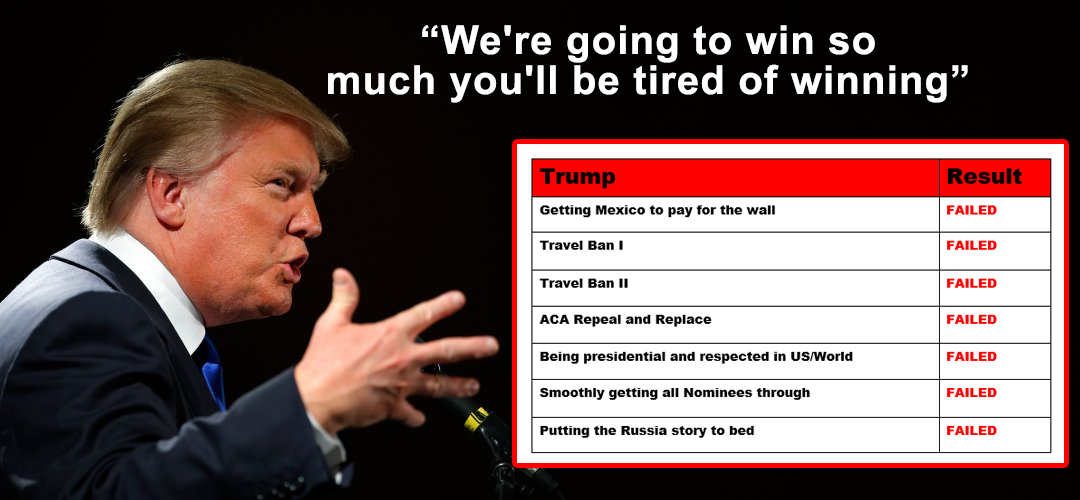 “We're going to win so
much you'll be tired of winning”
Trump Result
Getting Mexico to pay for the wall FAILED
Travel Ban I FAILED
Travel Ban II FAILED
ACA Repeal and Replace FAILED
Being presidential and respected in US/World FAILED
Smoothly getting all Nominees through FAILED
Putting the Russia story to bed FAILED